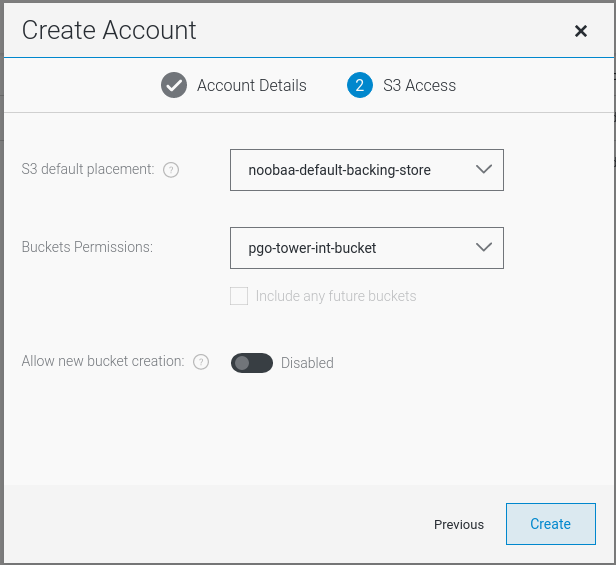 Create Account
Account Details
2 S3 Access
S3 default placement: ? noobaa-default-backing-store
Buckets Permissions: pgo-tower-int-bucket
Include any future buckets
Allow new bucket creation: ? Disabled
Previous Create